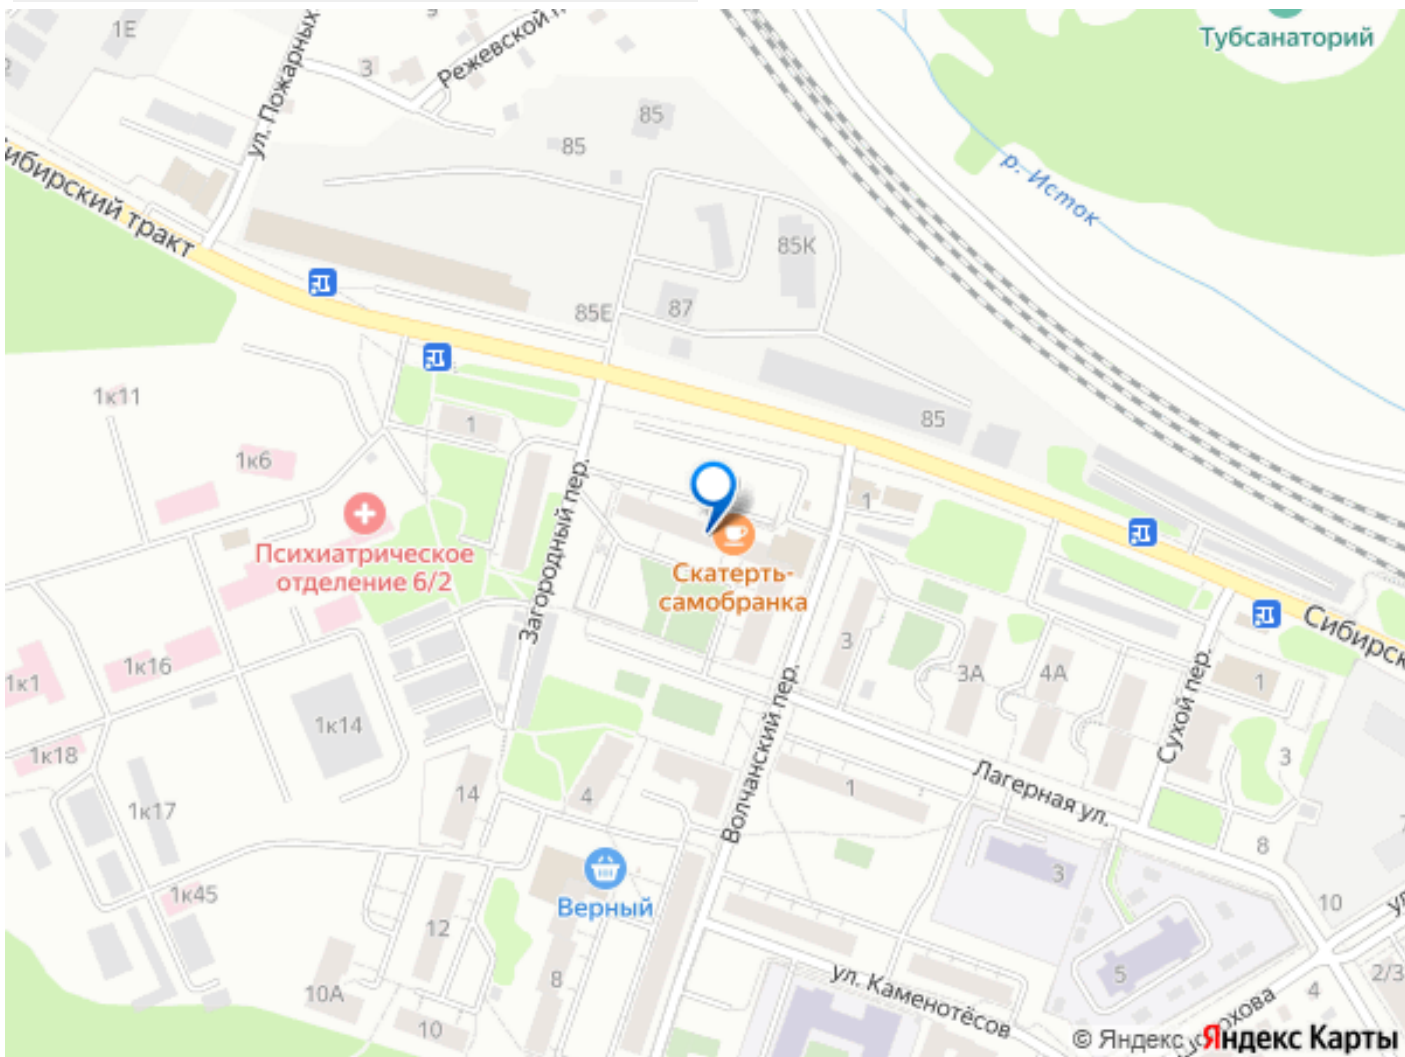 1Е
9
Тубсанаторий
3
Режевской п
ул. Пожарных
85
85
р. Исток
Сибирский тракт
85К
87
85Е
1к11
1
85
1к6
1
Загородный пер.
Психиатрическое
отделение 6/2
Скатерть-
самобранка
Сибирск
3
1к1
1к16
3А
4А
1
Сухой пер.
1к14
Волчанский пер.
1к18
3
14
4
1
Лагерная ул.
1к17
8
3
1к45
Верный
10
12
5
2/3
8
10А
ул. Каменотёсов
4
10
© Яндекс
Яндекс Карты